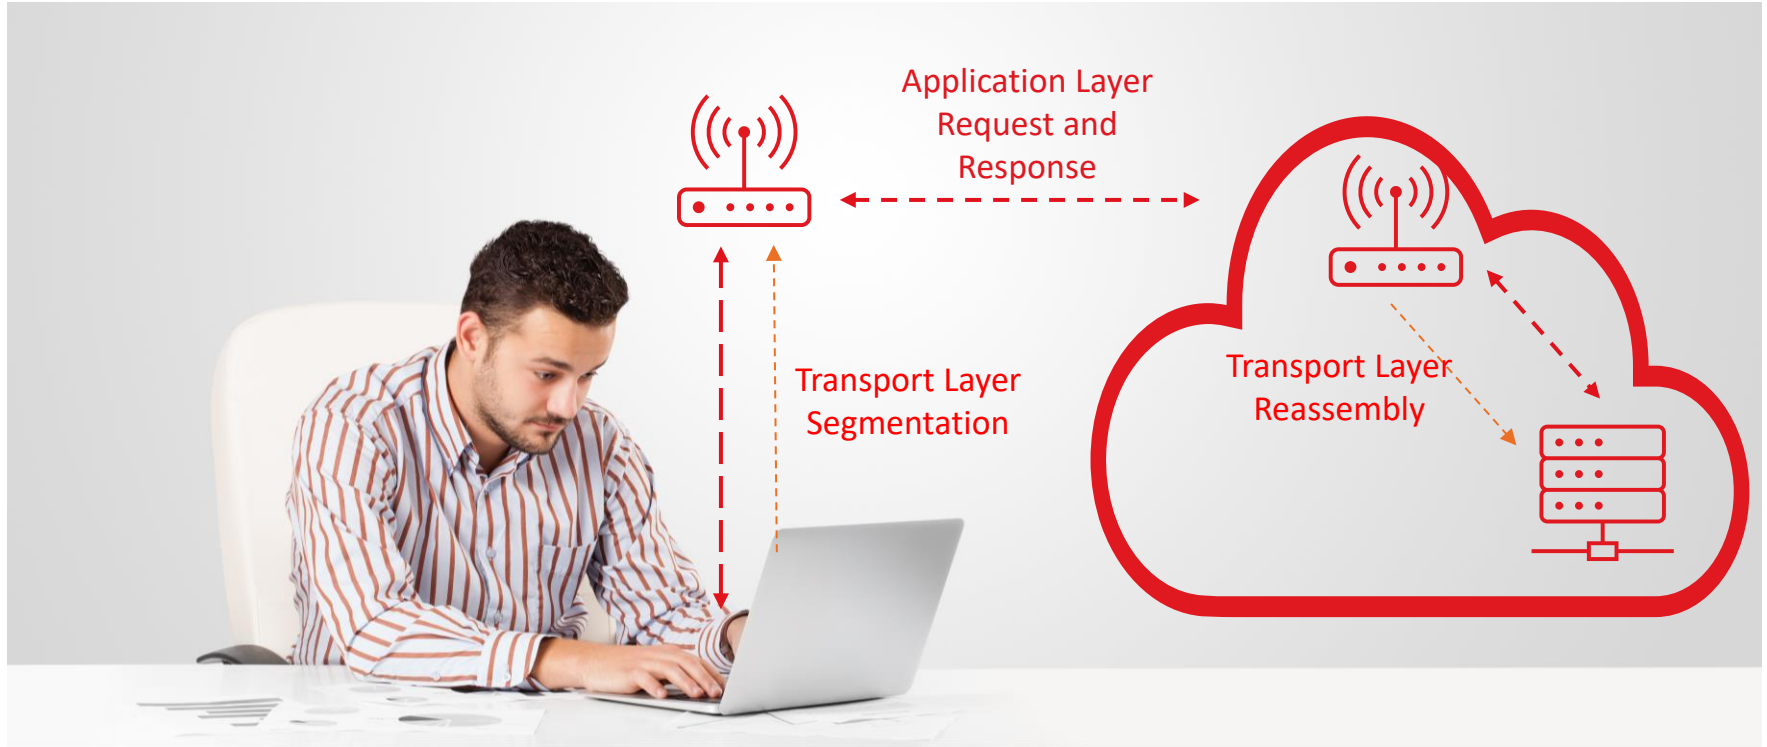 Application Layer
Request and
Response
Transport Layer
Segmentation
Transport Layer
Reassembly